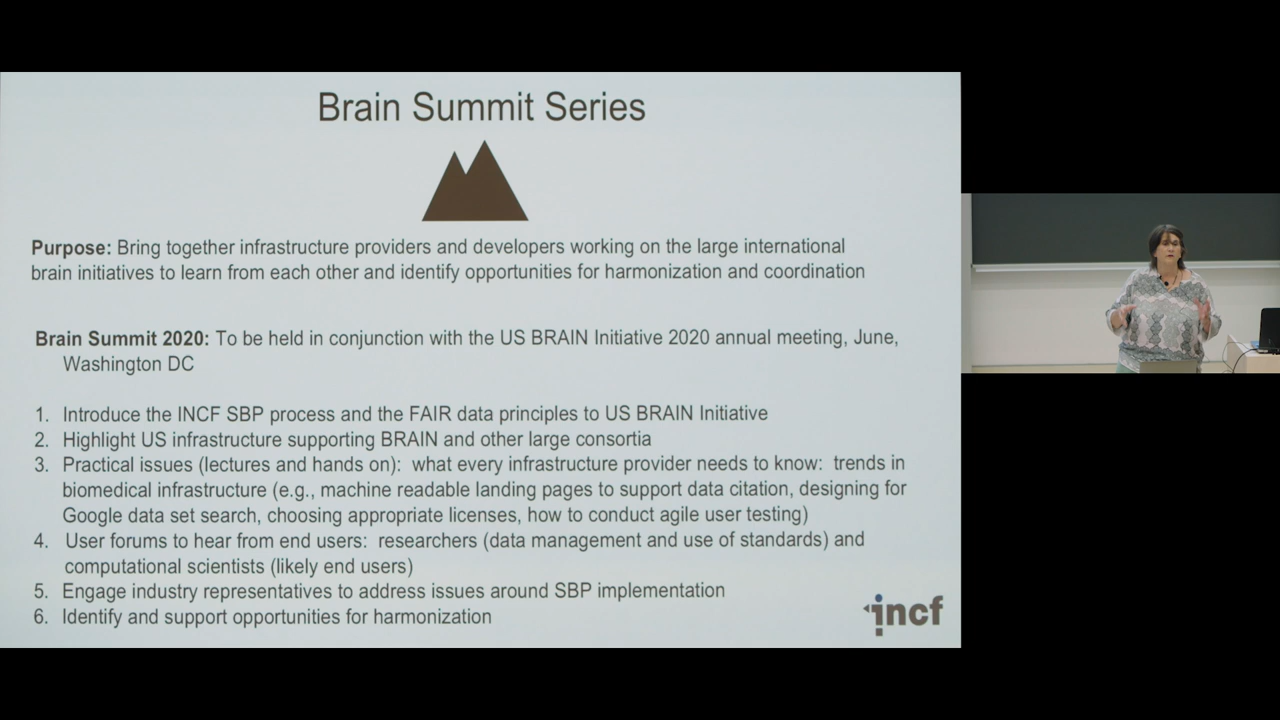 Brain Summit Series
Purpose: Bring together infrastructure providers and developers working on the large international
brain initiatives to learn from each other and identify opportunities for harmonization and coordination
Brain Summit 2020: To be held in conjunction with the US BRAIN Initiative 2020 annual meeting, June,
Washington DC
1. Introduce the INCF SBP process and the FAIR data principles to US BRAIN Initiative
2. Highlight US infrastructure supporting BRAIN and other large consortia
3. Practical issues (lectures and hands on): what every infrastructure provider needs to know: trends in
biomedical infrastructure (e.g., machine readable landing pages to support data citation, designing for
Google data set search, choosing appropriate licenses, how to conduct agile user testing)
4. User forums to hear from end users: researchers (data management and use of standards) and
computational scientists (likely end users)
5. Engage industry representatives to address issues around SBP implementation
6. Identify and support opportunities for harmonization
incf